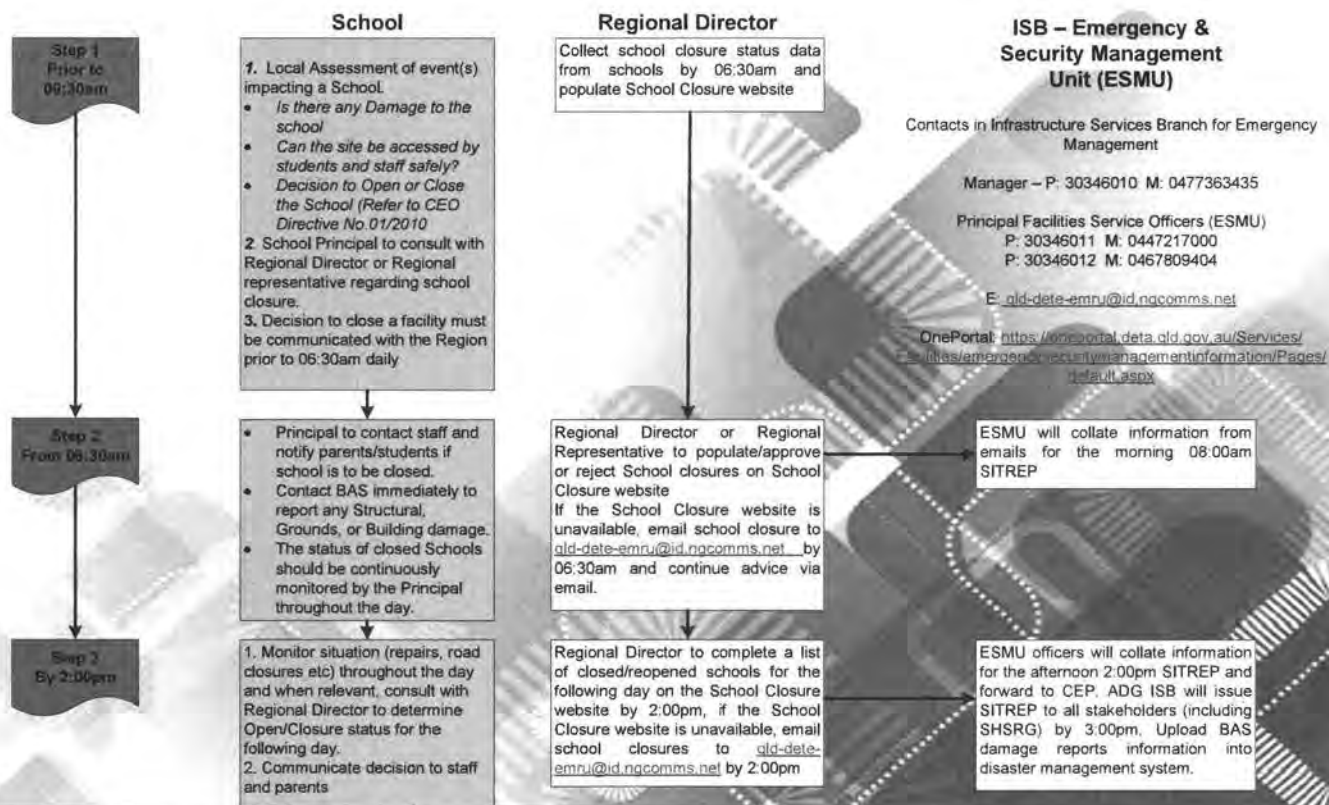 School
Regional Director
ISB – Emergency &
Security Management
Unit (ESMU)
Step 1
Prior to
06:30am
1. Local Assessment of event(s)
impacting a School.
• Is there any Damage to the
school
• Can the site be accessed by
students and staff safely?
• Decision to Open or Close
the School (Refer to CEO
Directive No.01/2010
2. School Principal to consult with
Regional Director or Regional
representative regarding school
closure.
3. Decision to close a facility must
be communicated with the Region
prior to 06:30am daily
Collect school closure status data
from schools by 06:30am and
populate School Closure website
Contacts in Infrastructure Services Branch for Emergency
Management
Manager – P: 30346010 M: 0477363435
Principal Facilities Service Officers (ESMU)
P: 30346011 M: 0447217000
P: 30346012 M: 0467809404
E: qld-dete-emru@id.ngcomms.net
OnePortal: https://oneportal.deta.qld.gov.au/Services/
Facilities/emergencysecuritymanagementinformation/Pages/
default.aspx
Step 2
From 06:30am
• Principal to contact staff and
notify parents/students if
school is to be closed.
• Contact BAS immediately to
report any Structural,
Grounds, or Building damage.
• The status of closed Schools
should be continuously
monitored by the Principal
throughout the day.
Regional Director or Regional
Representative to populate/approve
or reject School closures on School
Closure website
If the School Closure website is
unavailable, email school closure to
qld-dete-emru@id.ngcomms.net by
06:30am and continue advice via
email.
ESMU will collate information from
emails for the morning 08:00am
SITREP
Step 3
By 2:00pm
1. Monitor situation (repairs, road
closures etc) throughout the day
and when relevant, consult with
Regional Director to determine
Open/Closure status for the
following day.
2. Communicate decision to staff
and parents
Regional Director to complete a list
of closed/reopened schools for the
following day on the School Closure
website by 2:00pm, if the School
Closure website is unavailable, email
school closures to qld-dete-
emru@id.ngcomms.net by 2:00pm
ESMU officers will collate information
for the afternoon 2:00pm SITREP and
forward to CEP. ADG ISB will issue
SITREP to all stakeholders (including
SHSRG) by 3:00pm. Upload BAS
damage reports information into
disaster management system.